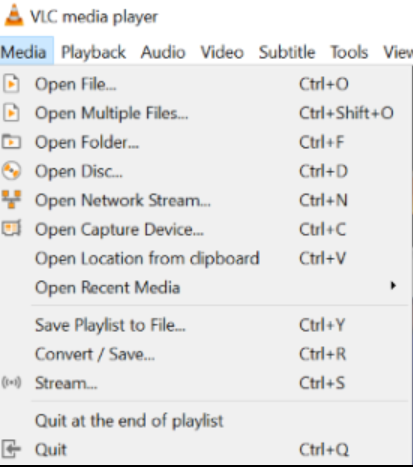 VLC media player
Media Playback Audio Video Subtitle Tools View
Open File... Ctrl+O
Open Multiple Files... Ctrl+Shift+O
Open Folder... Ctrl+F
Open Disc... Ctrl+D
Open Network Stream... Ctrl+N
Open Capture Device... Ctrl+C
Open Location from clipboard Ctrl+V
Open Recent Media
Save Playlist to File... Ctrl+Y
Convert / Save... Ctrl+R
Stream... Ctrl+S
Quit at the end of playlist
Quit Ctrl+Q